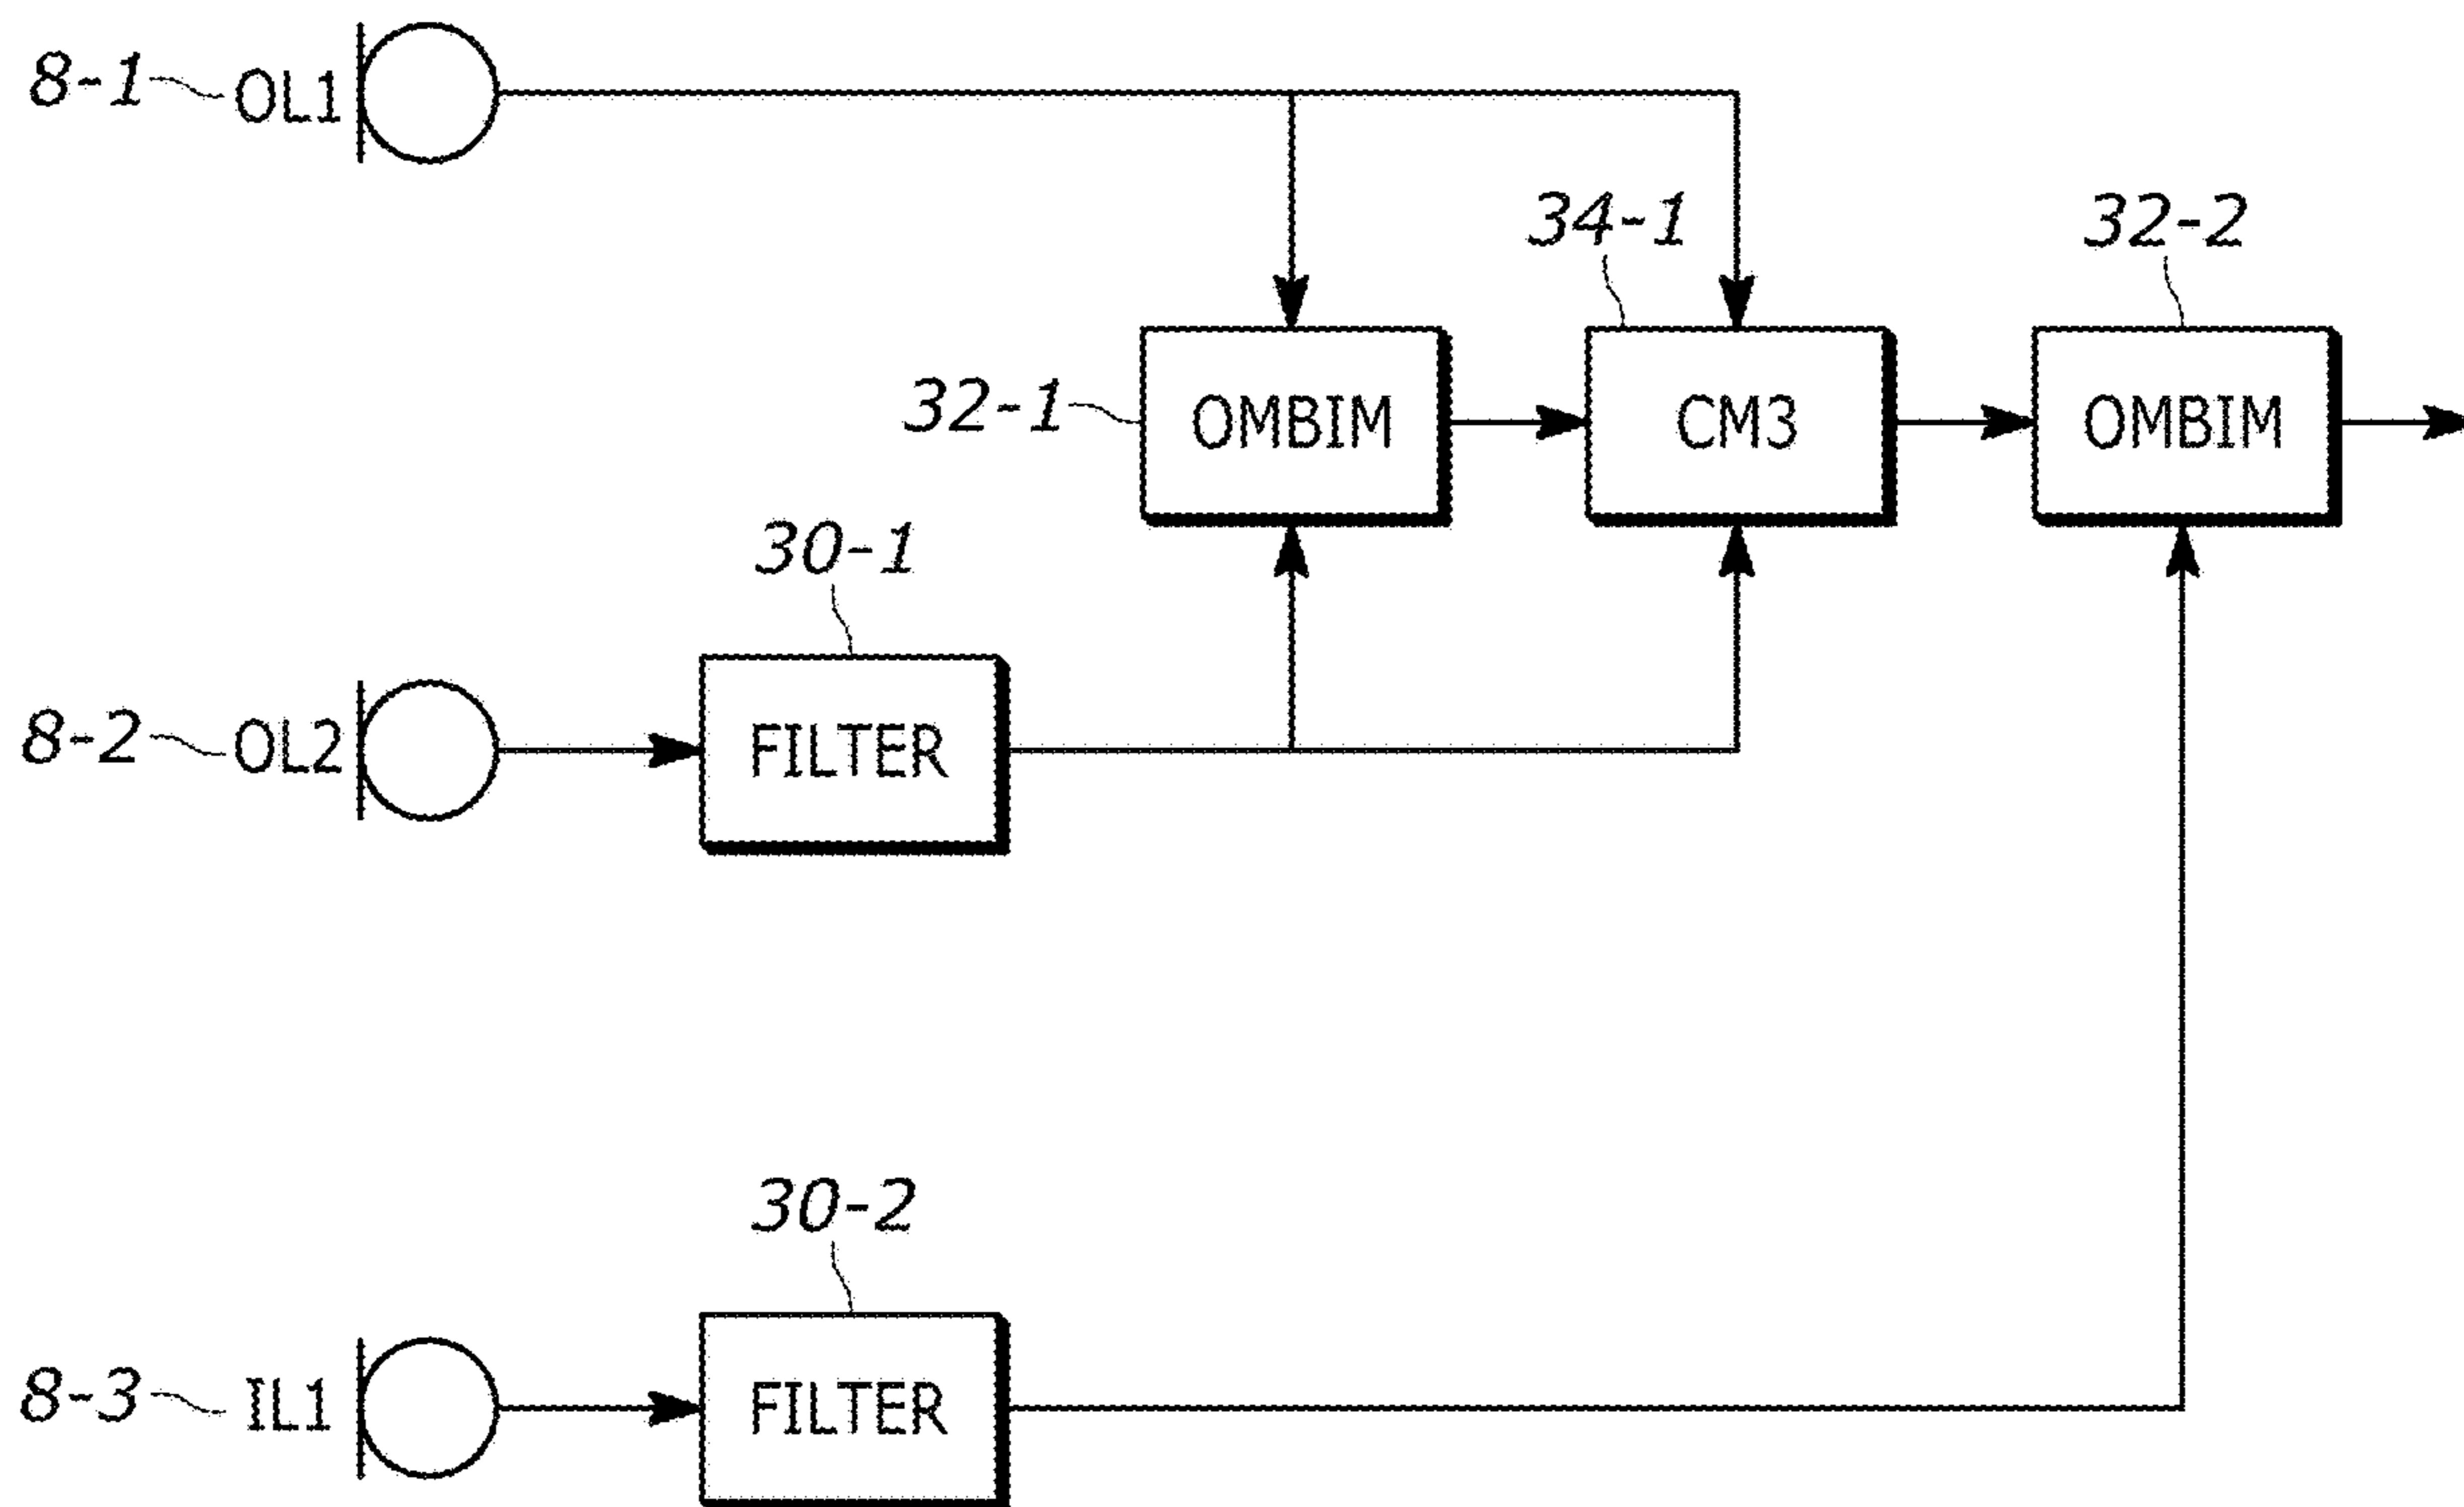 8-1 OL1
34-1
32-2
32-1
OMBIM
CM3
OMBIM
30-1
8-2 OL2
FILTER
30-2
8-3 IL1
FILTER